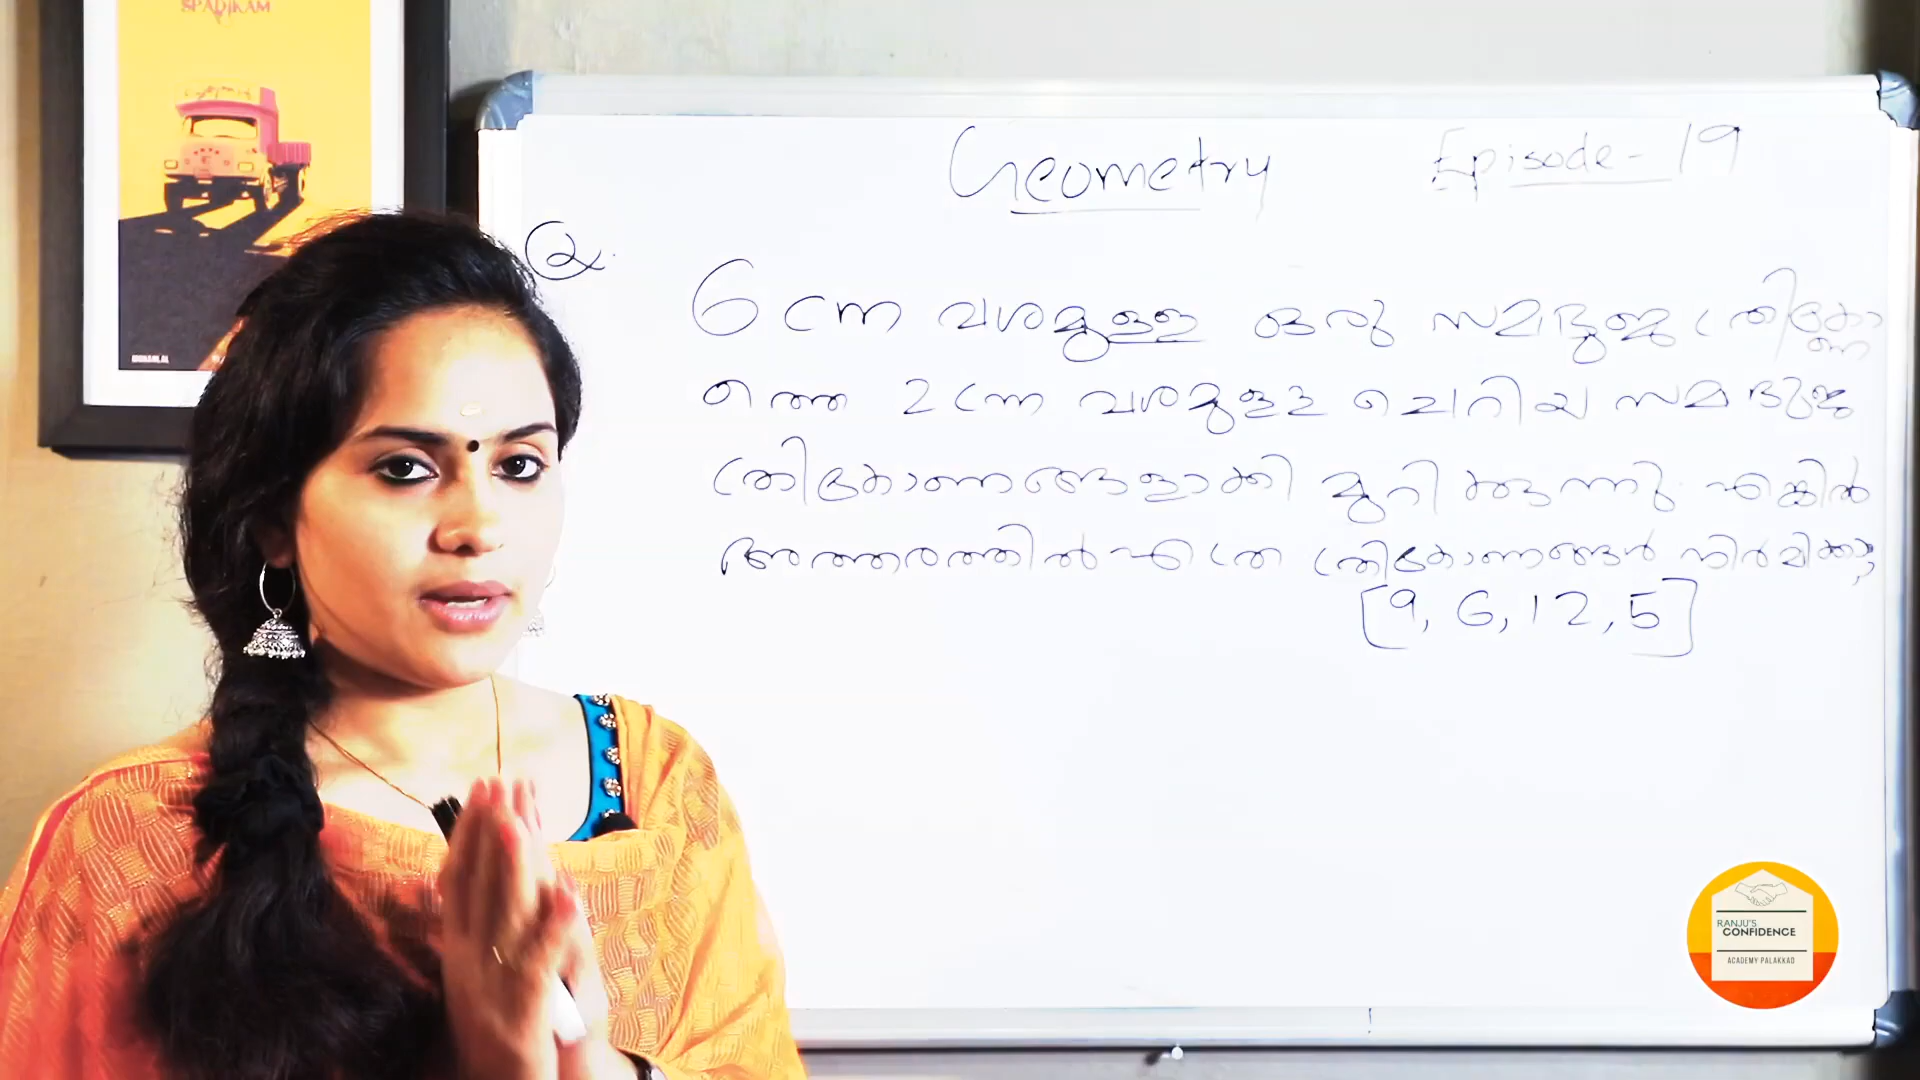 SPADIKAM
Geometry Episode - 19
Q.
6 cm വശമുള്ള ഒരു സമഭുജ ത്രികോണ
ത്തെ 2 cm വശമുള്ള ചെറിയ സമഭുജ
ത്രികോണങ്ങളാക്കി മുറിക്കുന്നു എങ്കിൽ
അത്തരത്തിൽ എത്ര ത്രികോണങ്ങൾ നിർമിക്കാം
[9, 6, 12, 5]
RANJU'S
CONFIDENCE
ACADEMY PALAKKAD